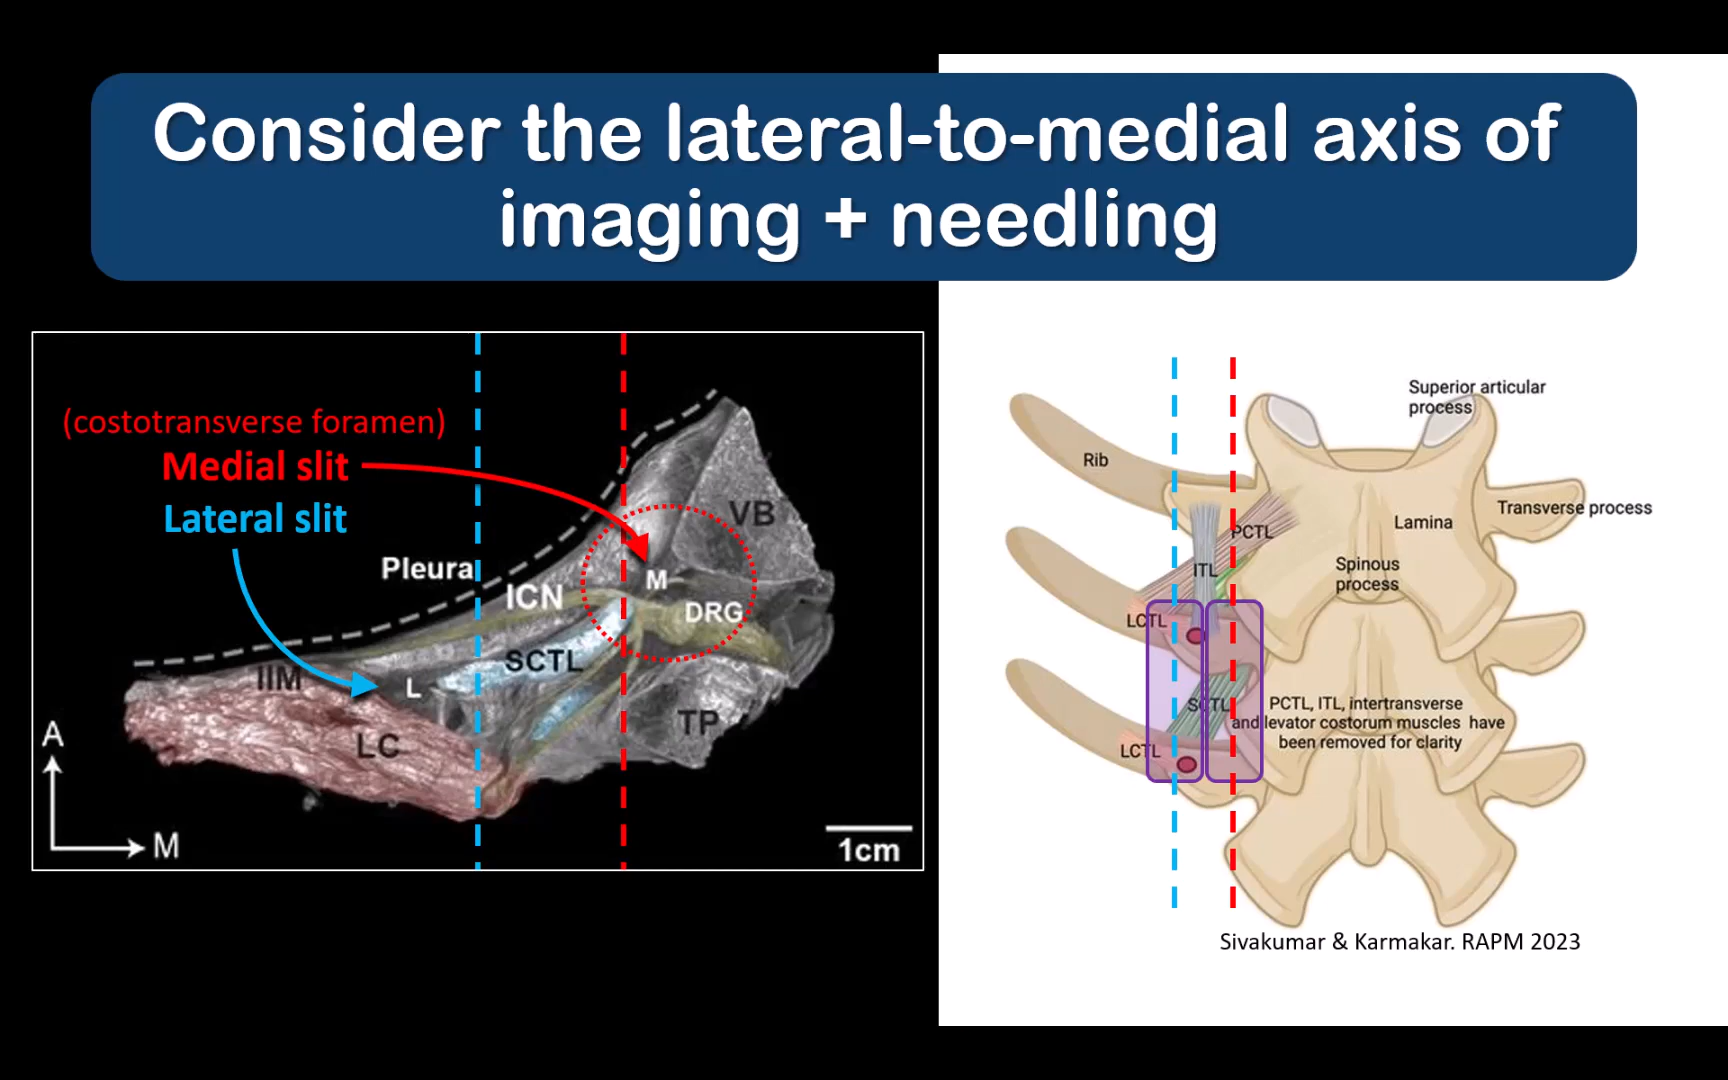 Consider the lateral-to-medial axis of
imaging + needling
(costotransverse foramen)
Medial slit
Lateral slit
Pleura
ICN
M
VB
DRG
SCTL
IIM
L
LC
TP
A
M
1cm
Superior articular
process
Rib
Transverse process
Lamina
PCTL
ITL
Spinous
process
LCTL
SCTL
PCTL, ITL, intertransverse
and levator costorum muscles have
been removed for clarity
LCTL
Sivakumar & Karmakar. RAPM 2023